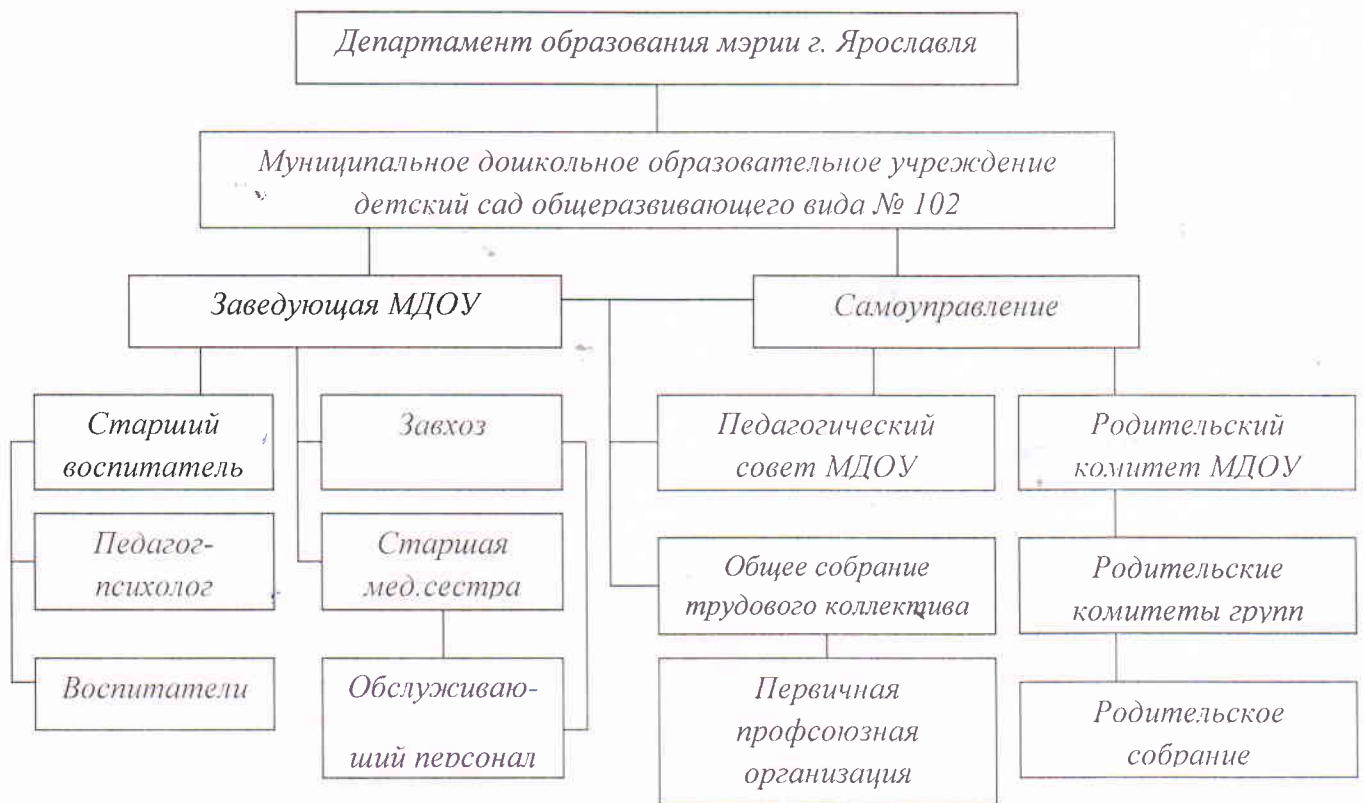 Департамент образования мэрии г. Ярославля
Муниципальное дошкольное образовательное учреждение
детский сад общеразвивающего вида № 102
Заведующая МДОУ
Самоуправление
Старший
воспитатель
Завхоз
Педагогический
совет МДОУ
Родительский
комитет МДОУ
Педагог-
психолог
Старшая
мед.сестра
Общее собрание
трудового коллектива
Родительские
комитеты групп
Воспитатели
Обслуживаю-
ший персонал
Первичная
профсоюзная
организация
Родительское
собрание